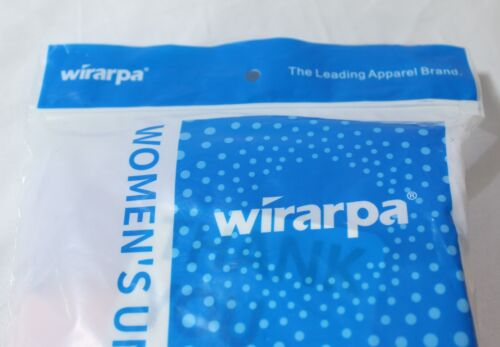 wirarpa®
The Leading Apparel Brand.
WOMEN'S U
wirarpa®